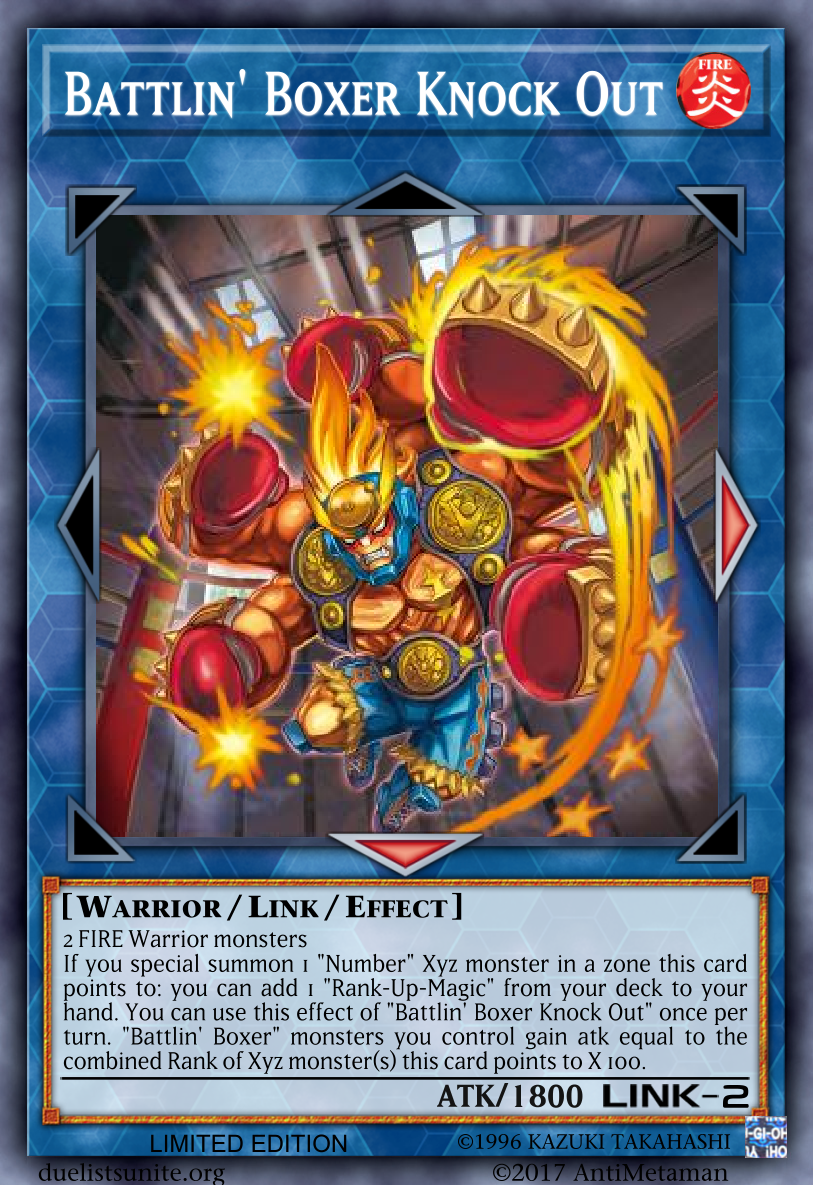 Battlin' Boxer Knock Out
FIRE
炎
[Warrior / Link / Effect]
2 FIRE Warrior monsters
If you special summon 1 "Number" Xyz monster in a zone this card
points to: you can add 1 "Rank-Up-Magic" from your deck to your
hand. You can use this effect of "Battlin' Boxer Knock Out" once per
turn. "Battlin' Boxer" monsters you control gain atk equal to the
combined Rank of Xyz monster(s) this card points to X 100.
ATK/1800 LINK-2
LIMITED EDITION
©1996 KAZUKI TAKAHASHI
duelistsunite.org
©2017 AntiMetaman